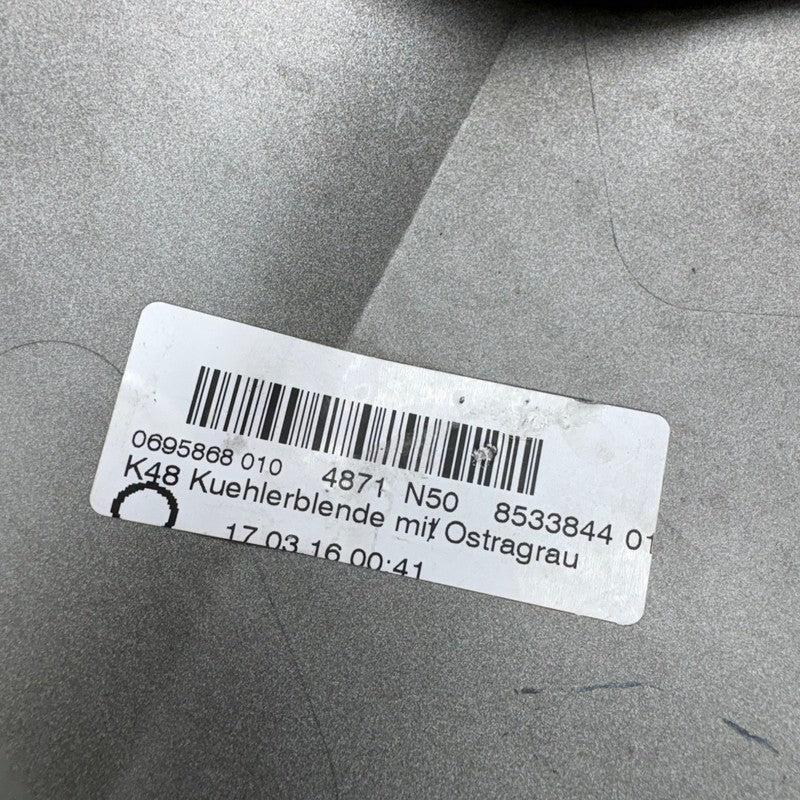 0695868 010 4871 N50 8533844 01
K48 Kuehlerblende mit Ostragrau
17.03.16 00:41